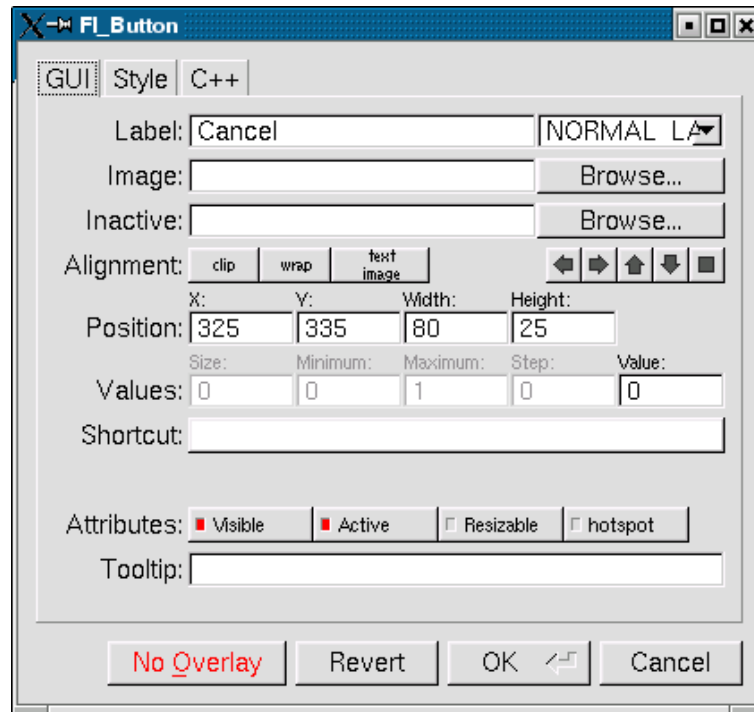 Fl_Button
GUI Style C++
Label: Cancel NORMAL LA
Image: Browse...
Inactive: Browse...
Alignment: clip wrap text image
X: Y: Width: Height:
Position: 325 335 80 25
Size: Minimum: Maximum: Step: Value:
Values: 0 0 1 0 0
Shortcut:
Attributes: Visible Active Resizable hotspot
Tooltip:
No Overlay Revert OK Cancel